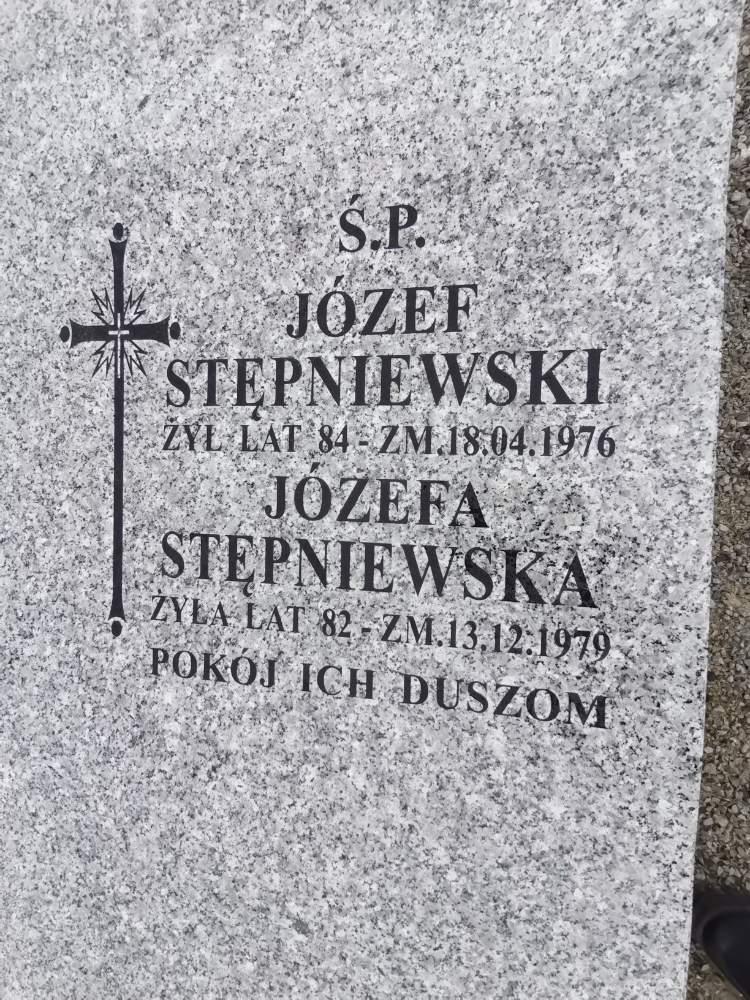 Ś.P.
JÓZEF
STĘPNIEWSKI
ŻYŁ LAT 84 - ZM.18.04.1976
JÓZEFA
STĘPNIEWSKA
ŻYŁA LAT 82 - ZM.13.12.1979
POKÓJ ICH DUSZOM